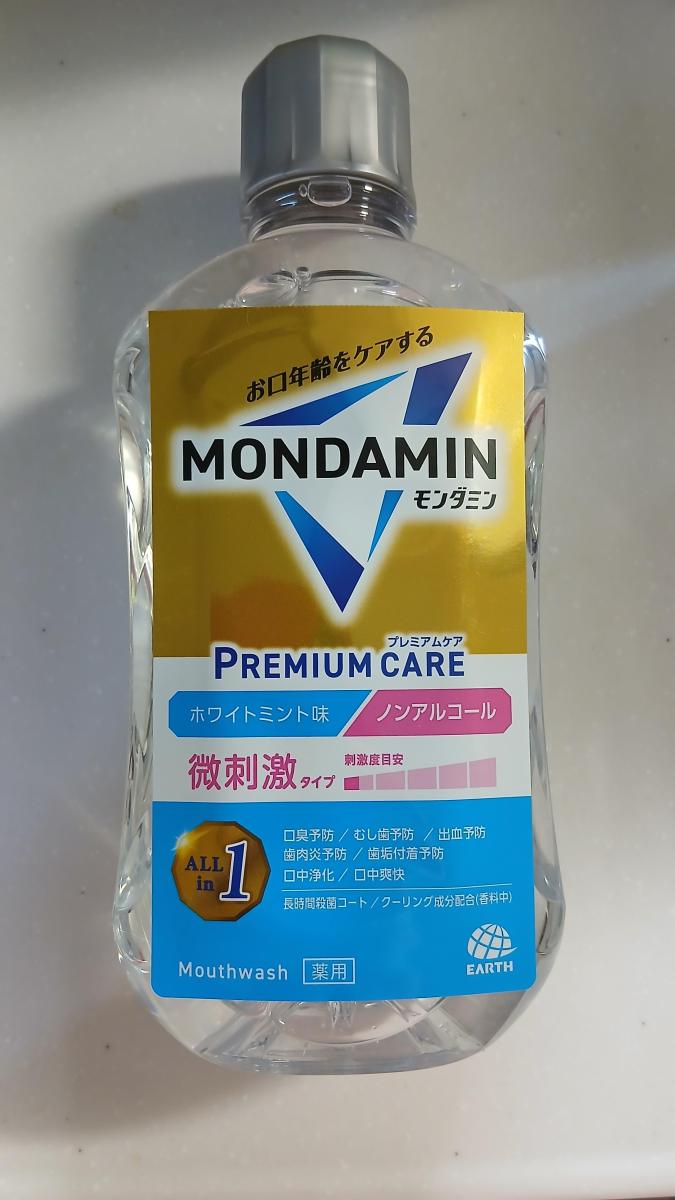 お口年齢をケアする
MONDAMIN
モンダミン
プレミアムケア
PREMIUM CARE
ホワイトミント味 ノンアルコール
微刺激タイプ 刺激度目安
ALL in 1
口臭予防／むし歯予防／出血予防
歯肉炎予防／歯垢付着予防
口中浄化／口中爽快
長時間殺菌コート／クーリング成分配合(香料中)
Mouthwash 薬用
EARTH